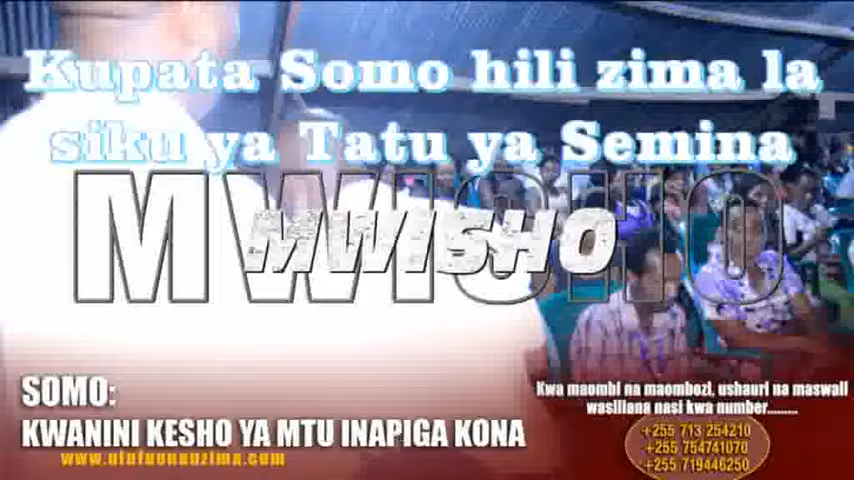 Kupata Somo hili zima la
siku ya Tatu ya Semina
MWISHO
MWISHO
SOMO:
KWANINI KESHO YA MTU INAPIGA KONA
www.ufufuonauzima.com
Kwa maombi na maombozi, ushauri na maswali
wasiliana nasi kwa number.........
+255 713 254210
+255 754741070
+255 719446250